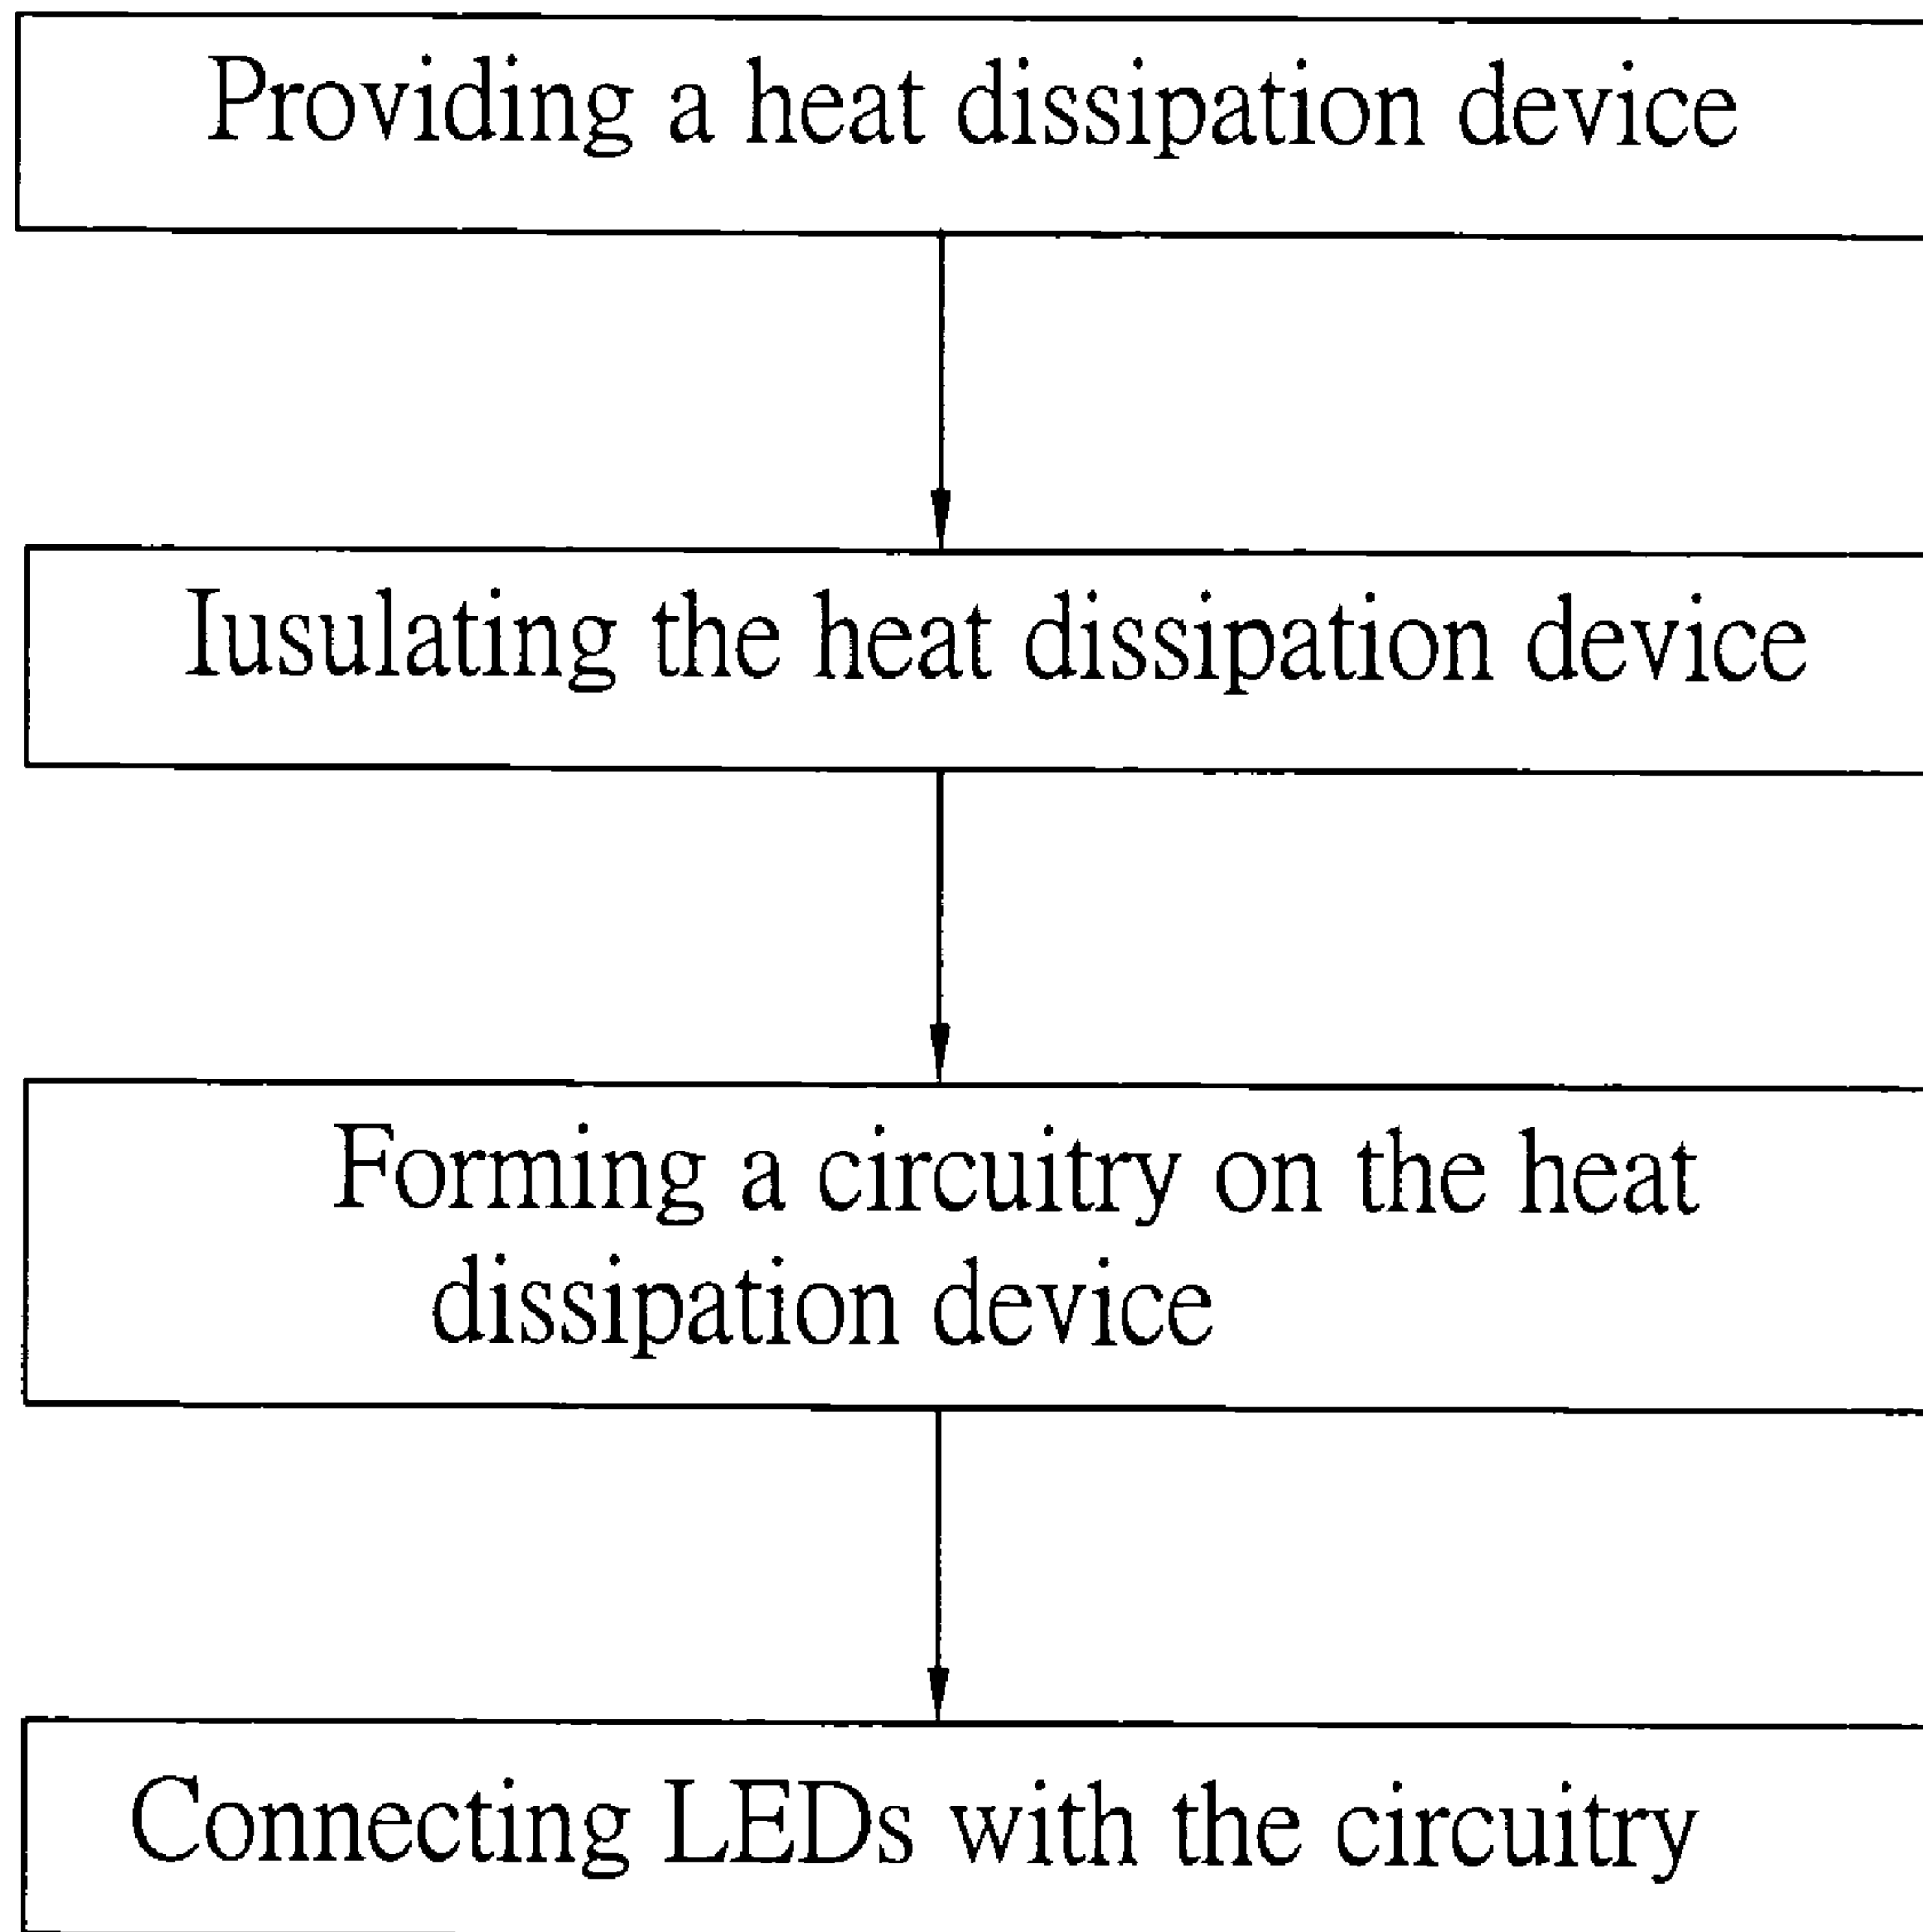 Providing a heat dissipation device
Iusulating the heat dissipation device
Forming a circuitry on the heat
dissipation device
Connecting LEDs with the circuitry